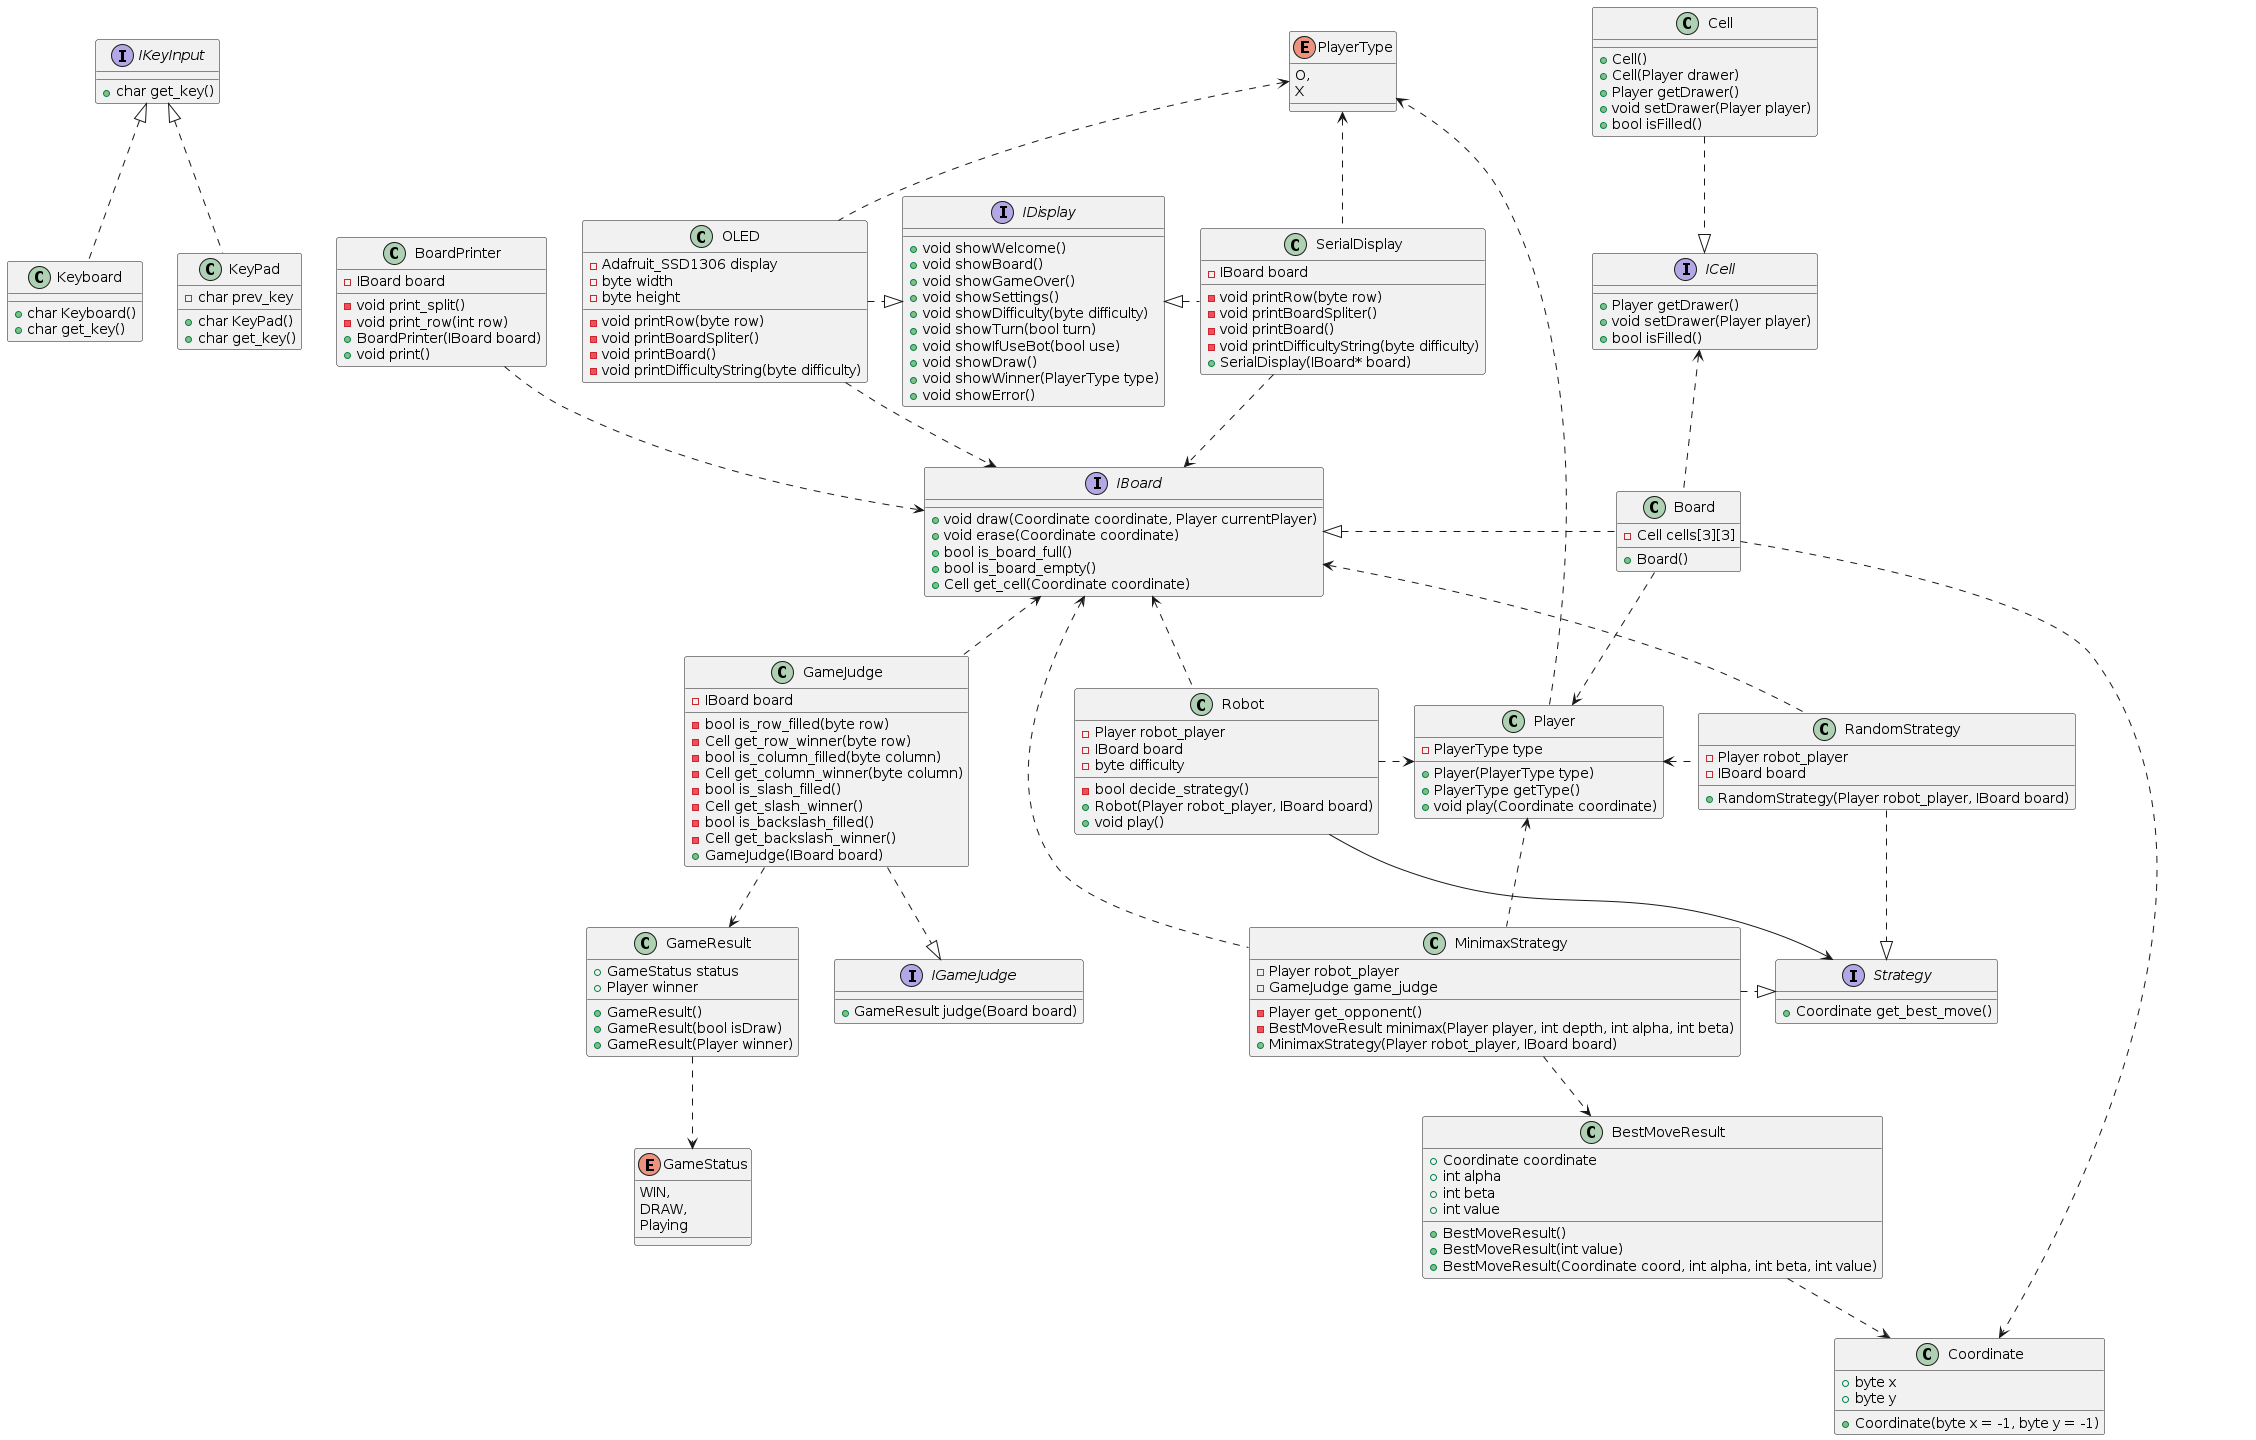 I IKeyInput
char get_key()
C Keyboard
char Keyboard()
char get_key()
C KeyPad
char prev_key
char KeyPad()
char get_key()
C BoardPrinter
IBoard board
void print_split()
void print_row(int row)
BoardPrinter(IBoard board)
void print()
C OLED
Adafruit_SSD1306 display
byte width
byte height
void printRow(byte row)
void printBoardSpliter()
void printBoard()
void printDifficultyString(byte difficulty)
I IDisplay
void showWelcome()
void showBoard()
void showGameOver()
void showSettings()
void showDifficulty(byte difficulty)
void showTurn(bool turn)
void showIfUseBot(bool use)
void showDraw()
void showWinner(PlayerType type)
void showError()
E PlayerType
O,
X
C SerialDisplay
IBoard board
void printRow(byte row)
void printBoardSpliter()
void printBoard()
void printDifficultyString(byte difficulty)
SerialDisplay(IBoard* board)
C Cell
Cell()
Cell(Player drawer)
Player getDrawer()
void setDrawer(Player player)
bool isFilled()
I ICell
Player getDrawer()
void setDrawer(Player player)
bool isFilled()
I IBoard
void draw(Coordinate coordinate, Player currentPlayer)
void erase(Coordinate coordinate)
bool is_board_full()
bool is_board_empty()
Cell get_cell(Coordinate coordinate)
C Board
Cell cells[3][3]
Board()
C GameJudge
IBoard board
bool is_row_filled(byte row)
Cell get_row_winner(byte row)
bool is_column_filled(byte column)
Cell get_column_winner(byte column)
bool is_slash_filled()
Cell get_slash_winner()
bool is_backslash_filled()
Cell get_backslash_winner()
GameJudge(IBoard board)
C Robot
Player robot_player
IBoard board
byte difficulty
bool decide_strategy()
Robot(Player robot_player, IBoard board)
void play()
C Player
PlayerType type
Player(PlayerType type)
PlayerType getType()
void play(Coordinate coordinate)
C RandomStrategy
Player robot_player
IBoard board
RandomStrategy(Player robot_player, IBoard board)
C GameResult
GameStatus status
Player winner
GameResult()
GameResult(bool isDraw)
GameResult(Player winner)
I IGameJudge
GameResult judge(Board board)
C MinimaxStrategy
Player robot_player
GameJudge game_judge
Player get_opponent()
BestMoveResult minimax(Player player, int depth, int alpha, int beta)
MinimaxStrategy(Player robot_player, IBoard board)
I Strategy
Coordinate get_best_move()
E GameStatus
WIN,
DRAW,
Playing
C BestMoveResult
Coordinate coordinate
int alpha
int beta
int value
BestMoveResult()
BestMoveResult(int value)
BestMoveResult(Coordinate coord, int alpha, int beta, int value)
C Coordinate
byte x
byte y
Coordinate(byte x = -1, byte y = -1)